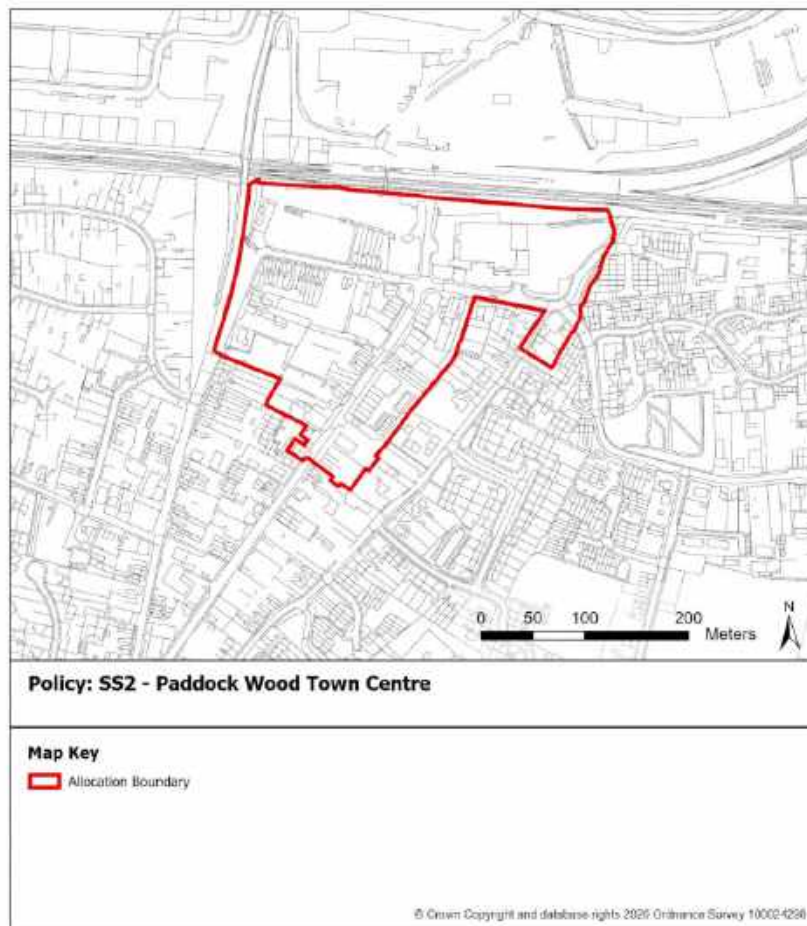 0 50 100 200
Meters
N
Policy: SS2 - Paddock Wood Town Centre
Map Key
Allocation Boundary
© Crown Copyright and database rights 2020 Ordnance Survey